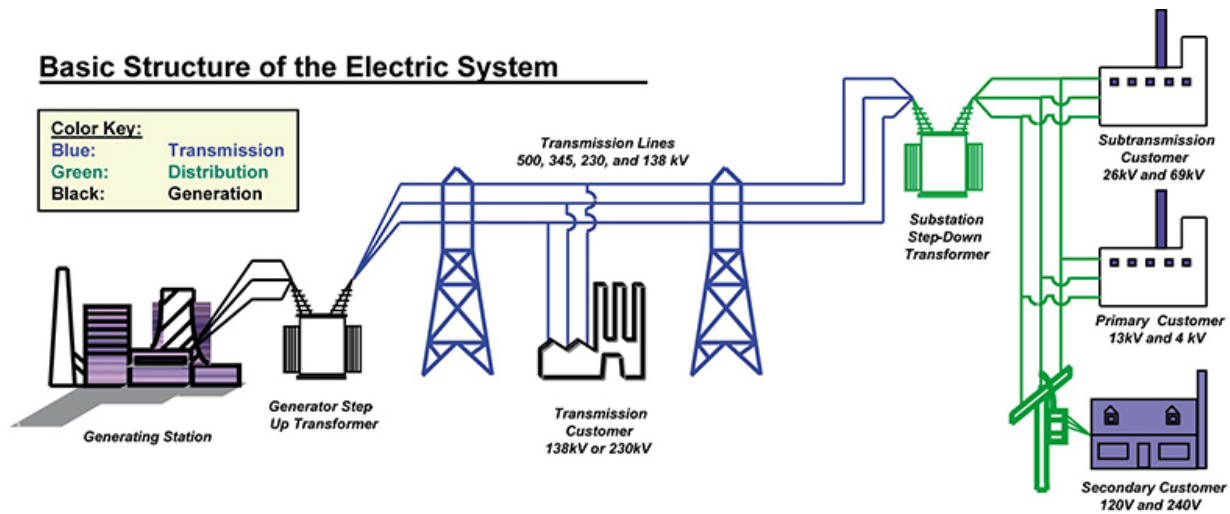 Basic Structure of the Electric System
Color Key:
Blue: Transmission
Green: Distribution
Black: Generation
Transmission Lines
500, 345, 230, and 138 kV
Generating Station
Generator Step
Up Transformer
Transmission
Customer
138kV or 230kV
Substation
Step-Down
Transformer
Subtransmission
Customer
26kV and 69kV
Primary Customer
13kV and 4 kV
Secondary Customer
120V and 240V